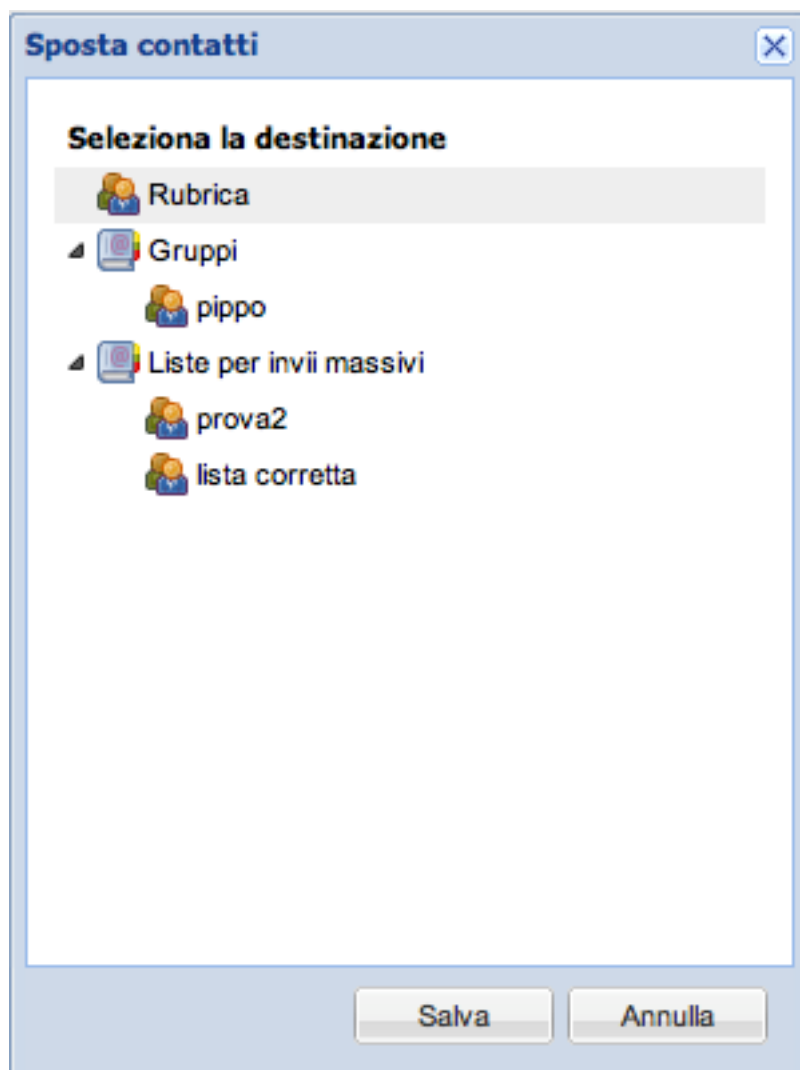 Sposta contatti
Seleziona la destinazione
Rubrica
Gruppi
pippo
Liste per invii massivi
prova2
lista corretta
Salva Annulla